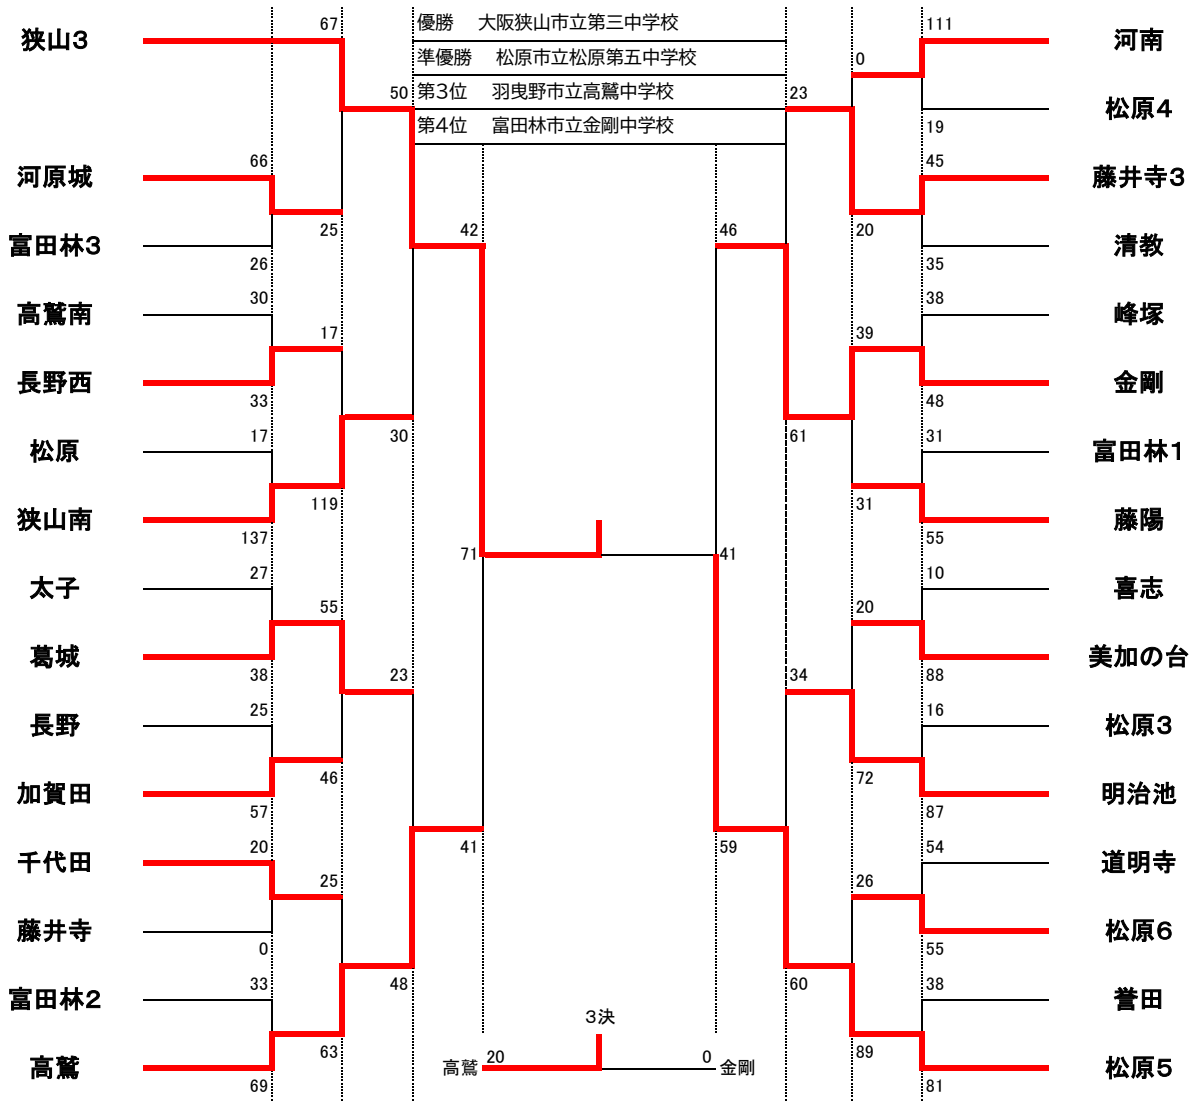 優勝 大阪狭山市立第三中学校
準優勝 松原市立松原第五中学校
第3位 羽曳野市立高鷲中学校
第4位 富田林市立金剛中学校
狭山3
67
50
河原城
66
25
富田林3
26
高鷲南
30
17
長野西
33
松原
17
30
狭山南
119
137
42
71
太子
27
55
葛城
38
23
長野
25
加賀田
46
57
千代田
20
25
41
藤井寺
0
富田林2
33
48
高鷲
63
69
111
河南
0
23
松原4
19
45
藤井寺3
20
46
清教
35
38
峰塚
39
金剛
48
61
31
富田林1
31
藤陽
55
41
10
喜志
20
美加の台
88
34
16
松原3
72
明治池
87
59
54
道明寺
26
松原6
55
38
誉田
60
89
松原5
81
3決
高鷲 20 0 金剛